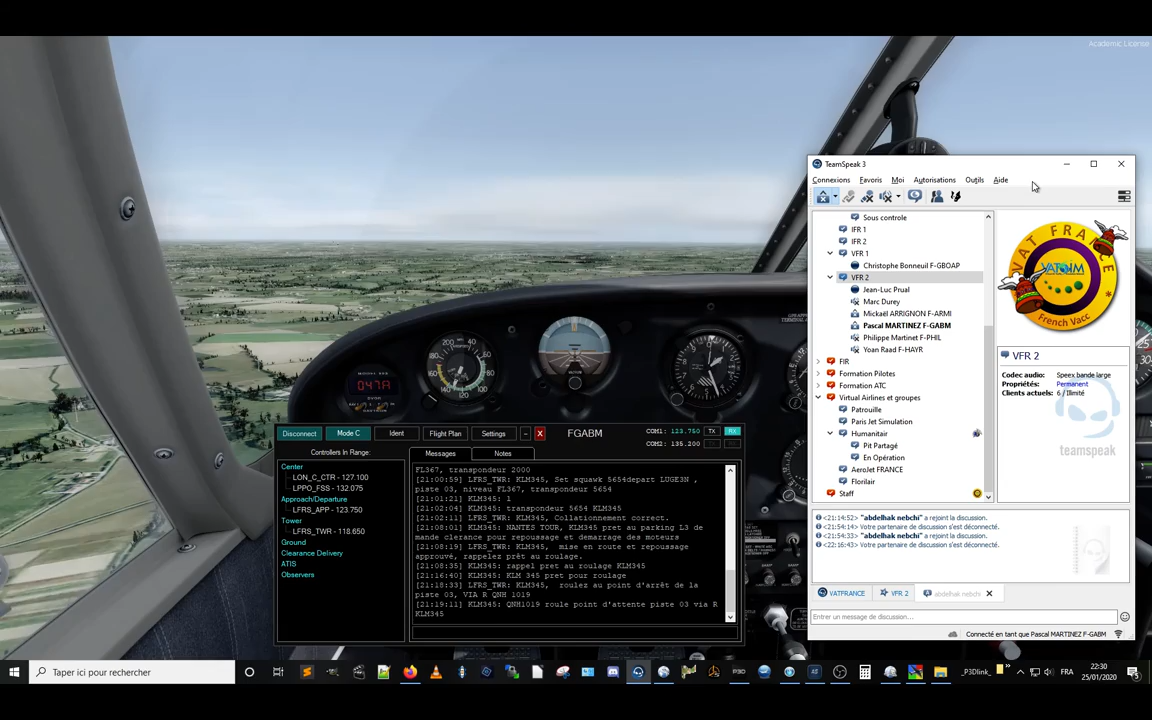 Academic License
TeamSpeak 3
Connexions Favoris Moi Autorisations Outils Aide
Sous controle
IFR 1
IFR 2
VFR 1
Christophe Bonneuil F-GBOAP
VFR 2
Jean-Luc Prual
Marc Durey
Mickaël ARRIGNON F-ARMI
Pascal MARTINEZ F-GABM
Philippe Martinet F-PHIL
Yoan Raad F-HAYR
FIR
Formation Pilotes
Formation ATC
Virtual Airlines et groupes
Patrouille
Paris Jet Simulation
Humanitair
Pit Partagé
En Opération
AeroJet FRANCE
Florilair
Staff
VAT FRANCE
VATSIM
French Vacc
VFR 2
Codec audio: Speex bande large
Propriétés: Permanent
Clients actuels: 6 / Illimité
teamspeak
<21:14:52> "abdelhak nebchi" a rejoint la discussion.
<21:54:14> Votre partenaire de discussion s'est déconnecté.
<21:54:33> "abdelhak nebchi" a rejoint la discussion.
<22:16:43> Votre partenaire de discussion s'est déconnecté.
VATFRANCE VFR 2 abdelhak nebchi
Entrer un message de discussion...
Connecté en tant que Pascal MARTINEZ F-GABM
047A
Disconnect Mode C Ident Flight Plan Settings – X FGABM
COM1: 123.750 TX RX
COM2: 135.200
Controllers In Range:
Center
LON_C_CTR - 127.100
LPPO_FSS - 132.075
Approach/Departure
LFRS_APP - 123.750
Tower
LFRS_TWR - 118.650
Ground
Clearance Delivery
ATIS
Observers
Messages Notes
FL367, transpondeur 2000
[21:00:59] LFRS_TWR: KLM345, Set squawk 5654depart LUGE3N ,
piste 03, niveau FL367, transpondeur 5654
[21:01:21] KLM345: 1
[21:02:04] KLM345: transpondeur 5654 KLM345
[21:02:11] LFRS_TWR: KLM345, Collationnement correct.
[21:08:01] KLM345: NANTES TOUR, KLM345 pret au parking L3 de
mande clerance pour repoussage et demarrage des moteurs
[21:08:19] LFRS_TWR: KLM345, mise en route et repoussage
approuvé, rappelez prêt au roulage.
[21:08:35] KLM345: rappel pret au roulage KLM345
[21:16:40] KLM345: KLM 345 pret pour roulage
[21:18:33] LFRS_TWR: KLM345, roulez au point d'arrêt de la
piste 03, VIA R QNH 1019
[21:19:11] KLM345: QNH1019 roule point d'attente piste 03 via R
KLM345
Taper ici pour rechercher
_P3Dlink_
FRA
22:30
25/01/2020